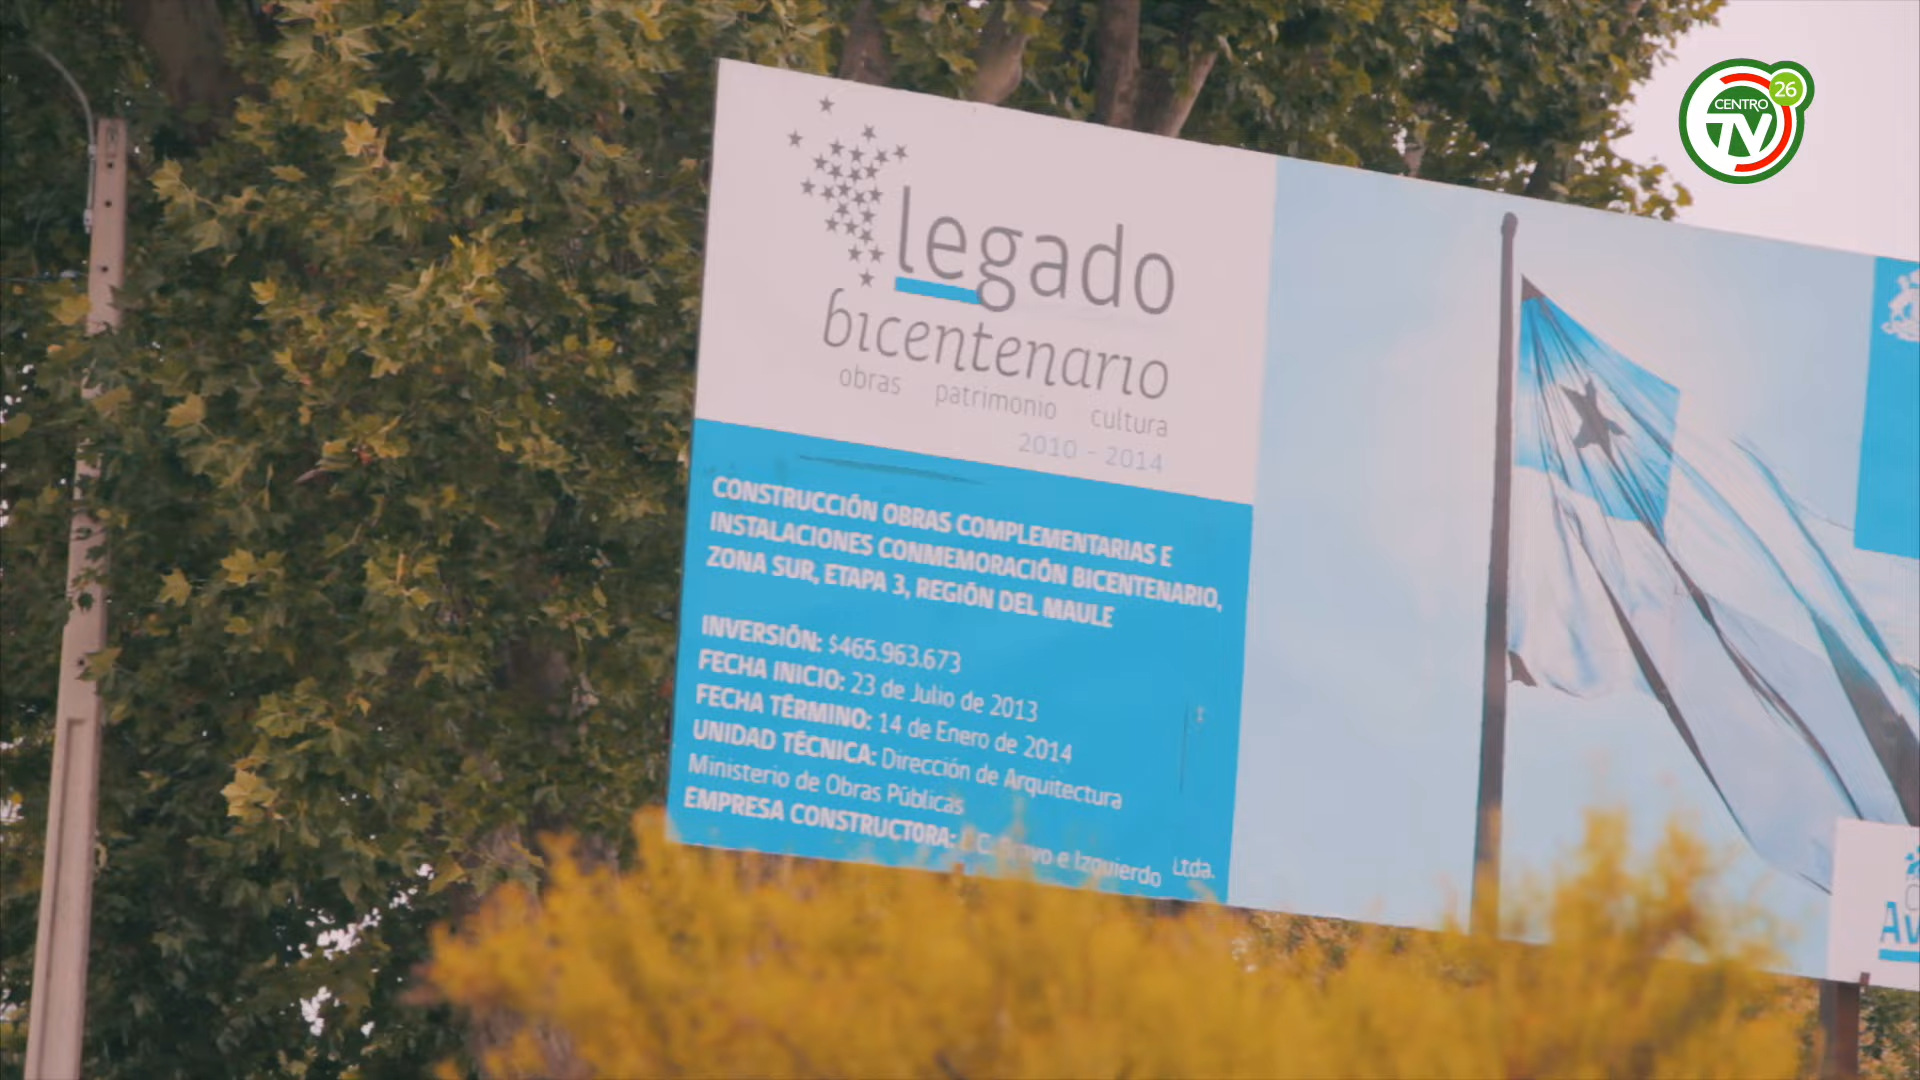 CENTRO
26
TV
legado
bicentenario
obras patrimonio cultura
2010 - 2014
CONSTRUCCIÓN OBRAS COMPLEMENTARIAS E
INSTALACIONES CONMEMORACIÓN BICENTENARIO,
ZONA SUR, ETAPA 3, REGIÓN DEL MAULE
INVERSIÓN: $465.963.673
FECHA INICIO: 23 de Julio de 2013
FECHA TÉRMINO: 14 de Enero de 2014
UNIDAD TÉCNICA: Dirección de Arquitectura
Ministerio de Obras Públicas
EMPRESA CONSTRUCTORA: e Izquierdo Ltda.